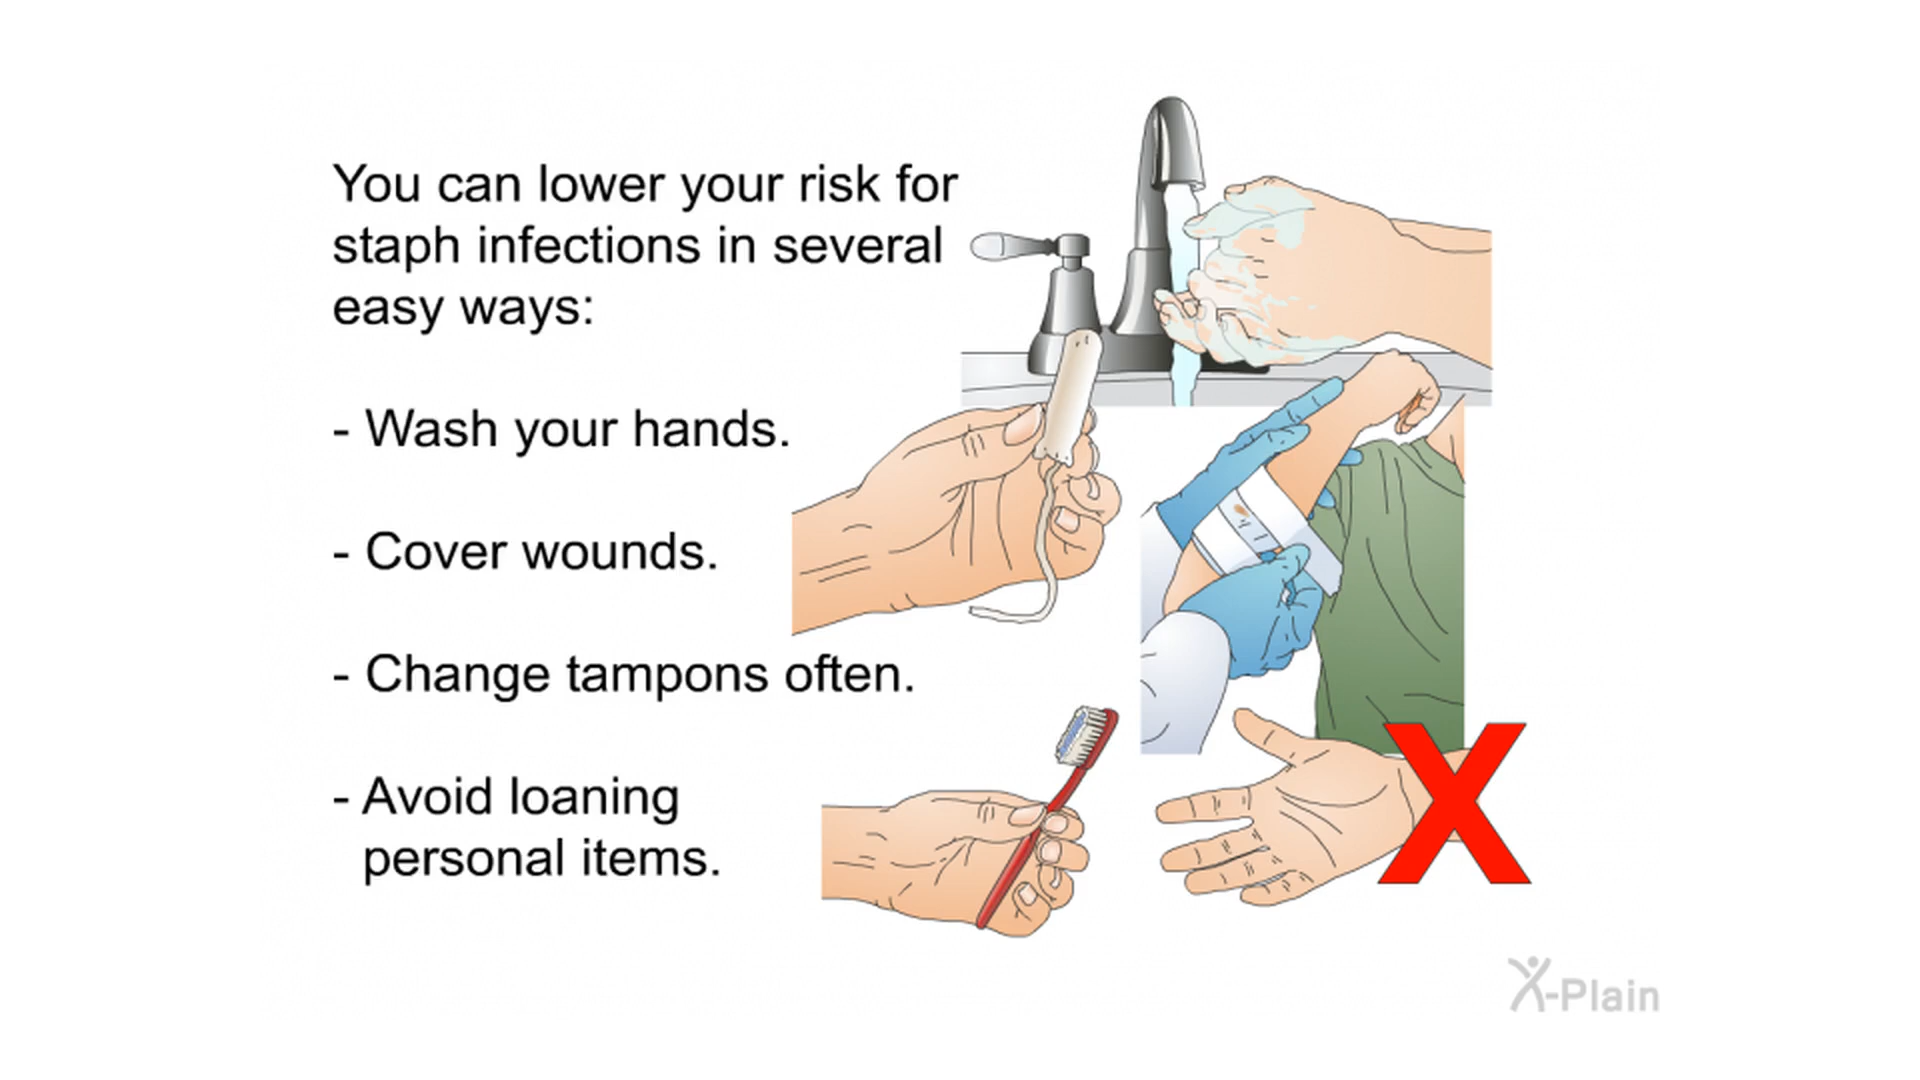 You can lower your risk for
staph infections in several
easy ways:
- Wash your hands.
- Cover wounds.
- Change tampons often.
- Avoid loaning
personal items.
X
X-Plain